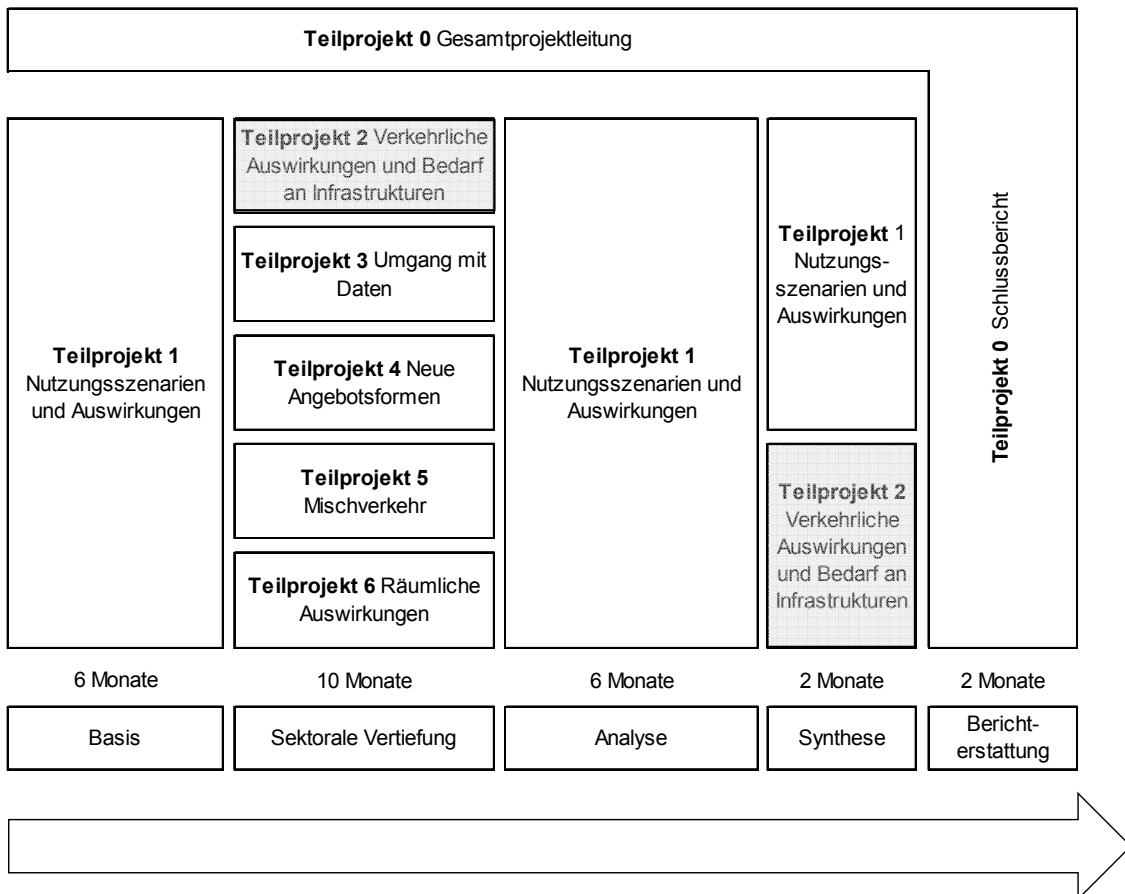 Teilprojekt 0 Gesamtprojektleitung
Teilprojekt 1
Nutzungsszenarien
und Auswirkungen
Teilprojekt 2 Verkehrliche
Auswirkungen und Bedarf
an Infrastrukturen
Teilprojekt 3 Umgang mit
Daten
Teilprojekt 4 Neue
Angebotsformen
Teilprojekt 5
Mischverkehr
Teilprojekt 6 Räumliche
Auswirkungen
Teilprojekt 1
Nutzungsszenarien und
Auswirkungen
Teilprojekt 1
Nutzungs-
szenarien und
Auswirkungen
Teilprojekt 2
Verkehrliche
Auswirkungen
und Bedarf an
Infrastrukturen
Teilprojekt 0 Schlussbericht
6 Monate
10 Monate
6 Monate
2 Monate
2 Monate
Basis
Sektorale Vertiefung
Analyse
Synthese
Bericht-
erstattung